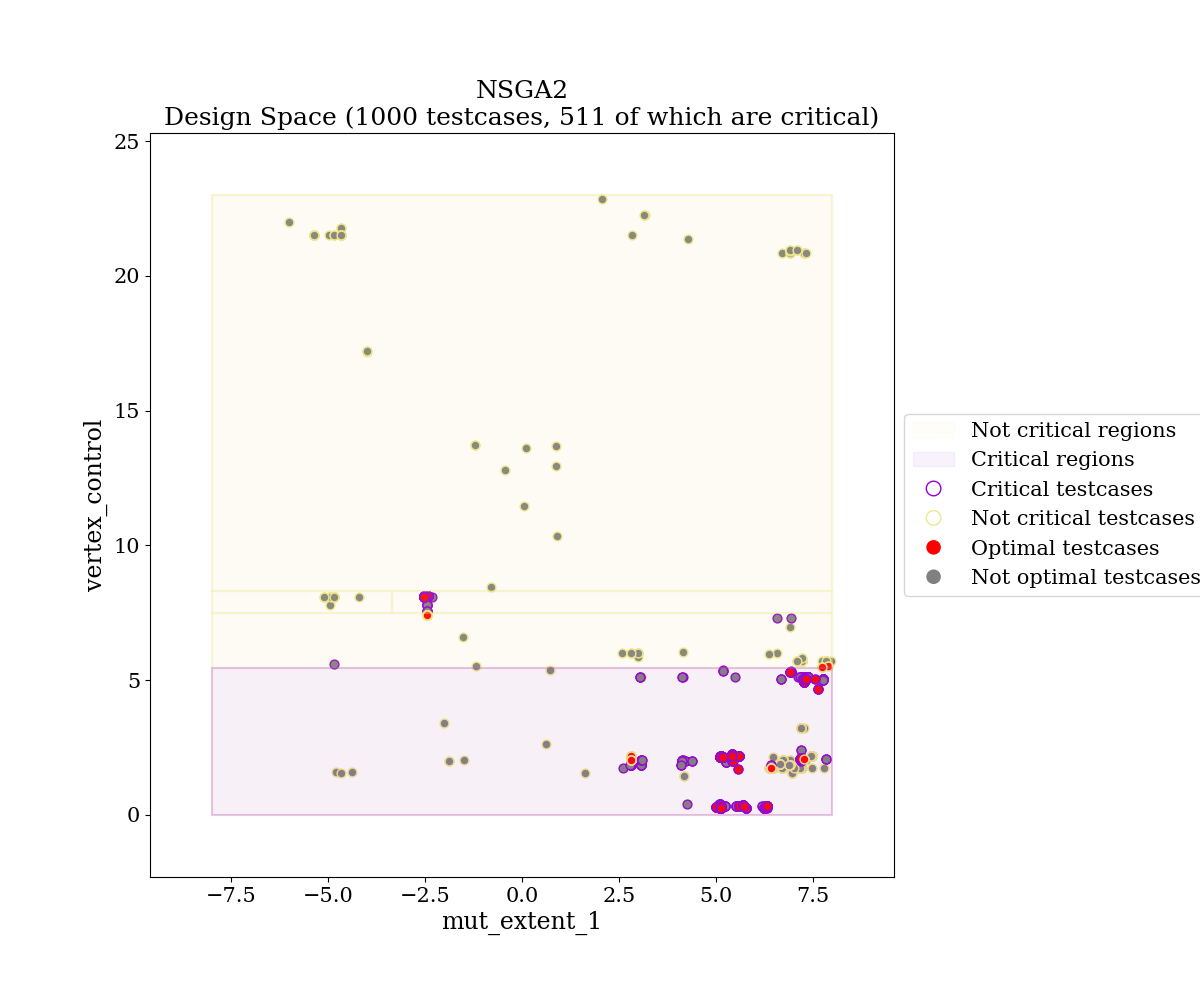 NSGA2
Design Space (1000 testcases, 511 of which are critical)
25
20
15
10
5
0
vertex_control
−7.5
−5.0
−2.5
0.0
2.5
5.0
7.5
mut_extent_1
Not critical regions
Critical regions
Critical testcases
Not critical testcases
Optimal testcases
Not optimal testcases